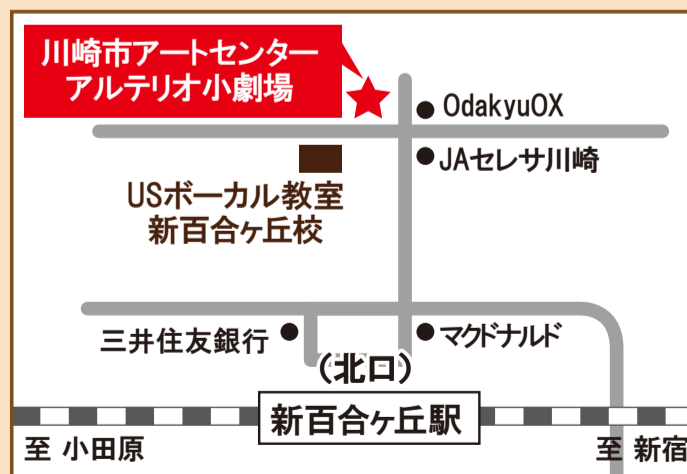 川崎市アートセンター
アルテリオ小劇場
OdakyuOX
JAセレサ川崎
USボーカル教室
新百合ヶ丘校
三井住友銀行
マクドナルド
（北口）
新百合ヶ丘駅
至 小田原
至 新宿